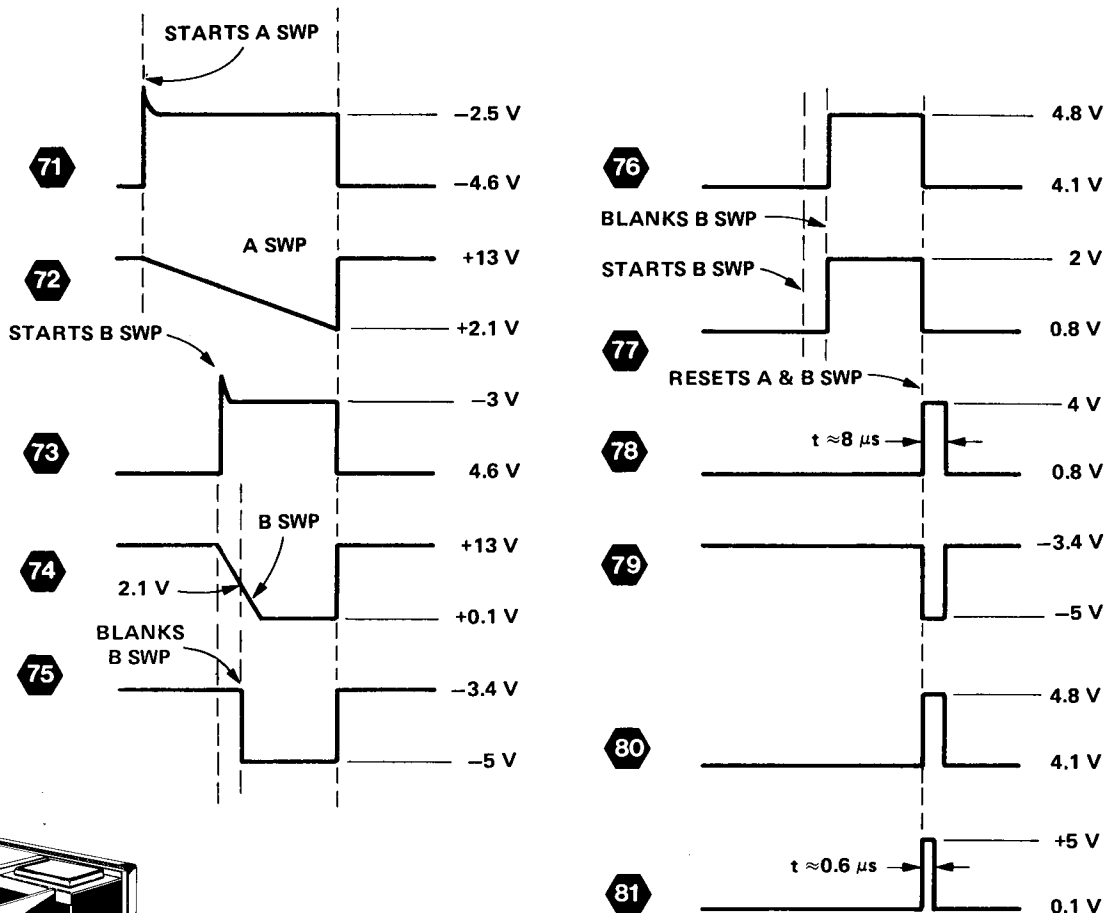 STARTS A SWP
71
−2.5 V
−4.6 V
A SWP
72
+13 V
+2.1 V
STARTS B SWP
73
−3 V
4.6 V
B SWP
74
+13 V
2.1 V
+0.1 V
BLANKS
B SWP
75
−3.4 V
−5 V
76
4.8 V
4.1 V
BLANKS B SWP
STARTS B SWP
2 V
77
0.8 V
RESETS A & B SWP
78
4 V
t ≈8 μs
0.8 V
79
−3.4 V
−5 V
80
4.8 V
4.1 V
81
+5 V
t ≈0.6 μs
0.1 V